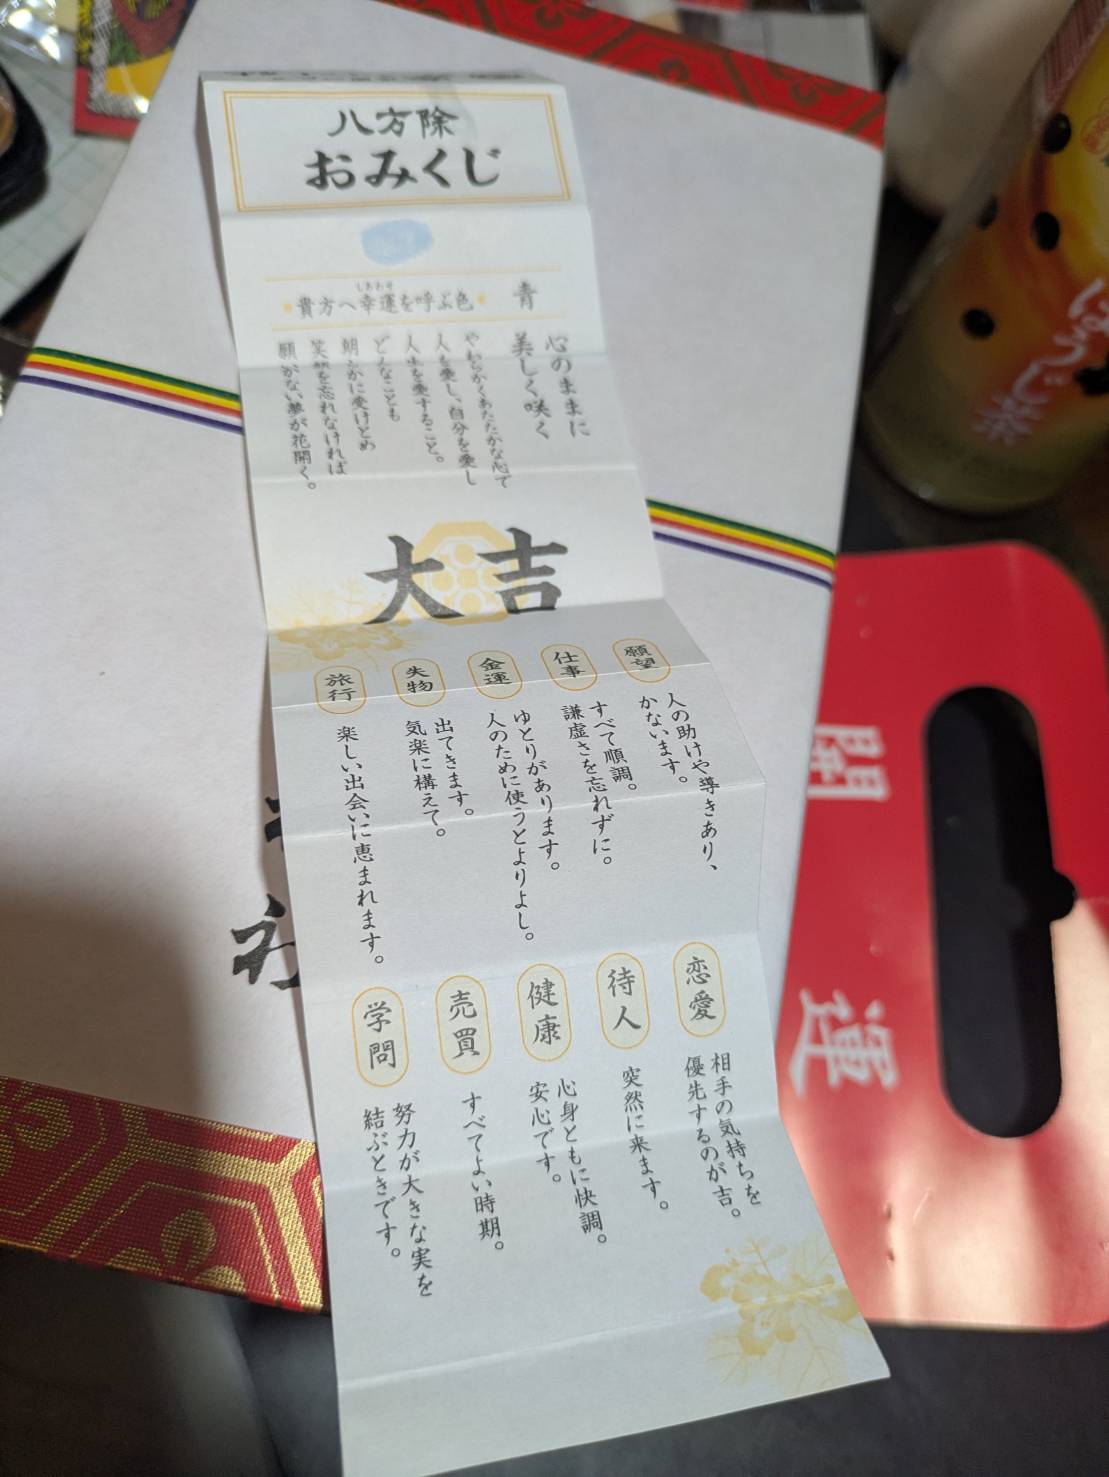 八方除
おみくじ
青
しあわせ
貴方へ幸運を呼ぶ色
心のままに
美しく咲く
やわらかくあたたかな心で
人を愛し、自分を愛し
人生を愛すること。
どんなことも
朗らかに受けとめ
笑顔を忘れなければ
願がない夢が花開く。
大吉
願望
人の助けや導きあり、
かないます。
仕事
すべて順調。
謙虚さを忘れずに。
金運
ゆとりがあります。
人のために使うとよりよし。
失物
出てきます。
気楽に構えて。
旅行
楽しい出会いに恵まれます。
恋愛
相手の気持ちを
優先するのが吉。
待人
突然に来ます。
健康
心身ともに快調。
安心です。
売買
すべてよい時期。
学問
努力が大きな実を
結ぶときです。
開運
ほうじ茶